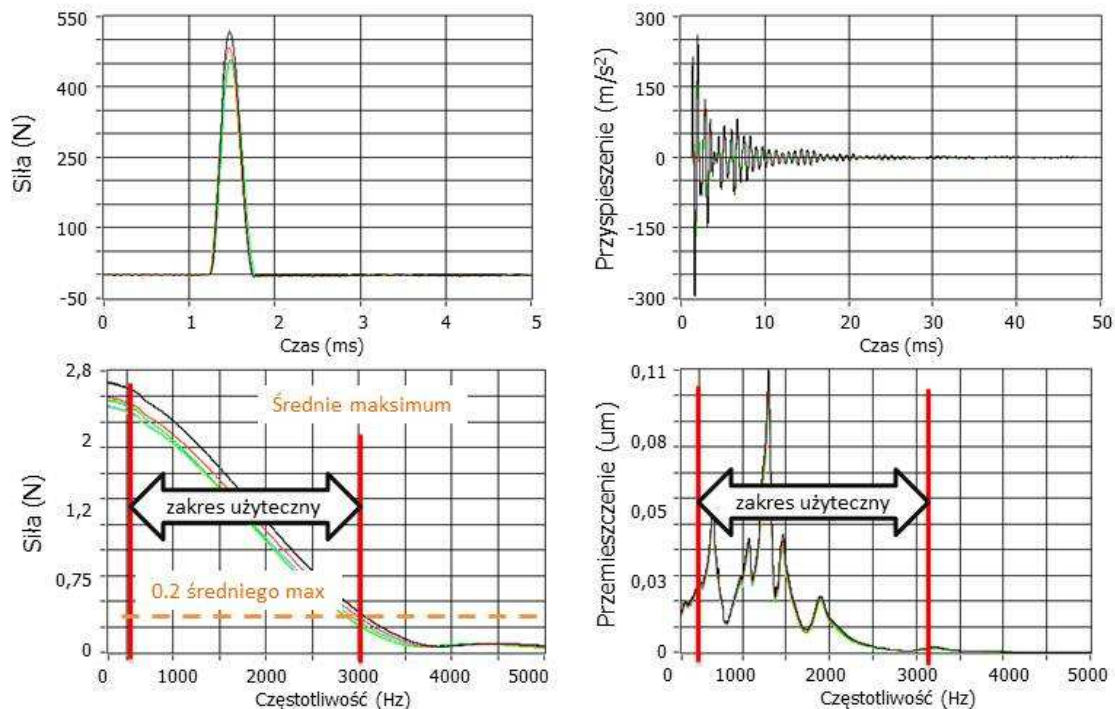 550
400
250
100
-50
Siła (N)
0 1 2 3 4 5
Czas (ms)
300
150
0
-150
-300
Przyspieszenie (m/s²)
0 10 20 30 40 50
Czas (ms)
2,8
2
1,2
0,75
0
Siła (N)
Średnie maksimum
zakres użyteczny
0.2 średniego max
0 1000 2000 3000 4000 5000
Częstotliwość (Hz)
0,11
0,08
0,05
0,03
0
Przemieszczenie (um)
zakres użyteczny
0 1000 2000 3000 4000 5000
Częstotliwość (Hz)